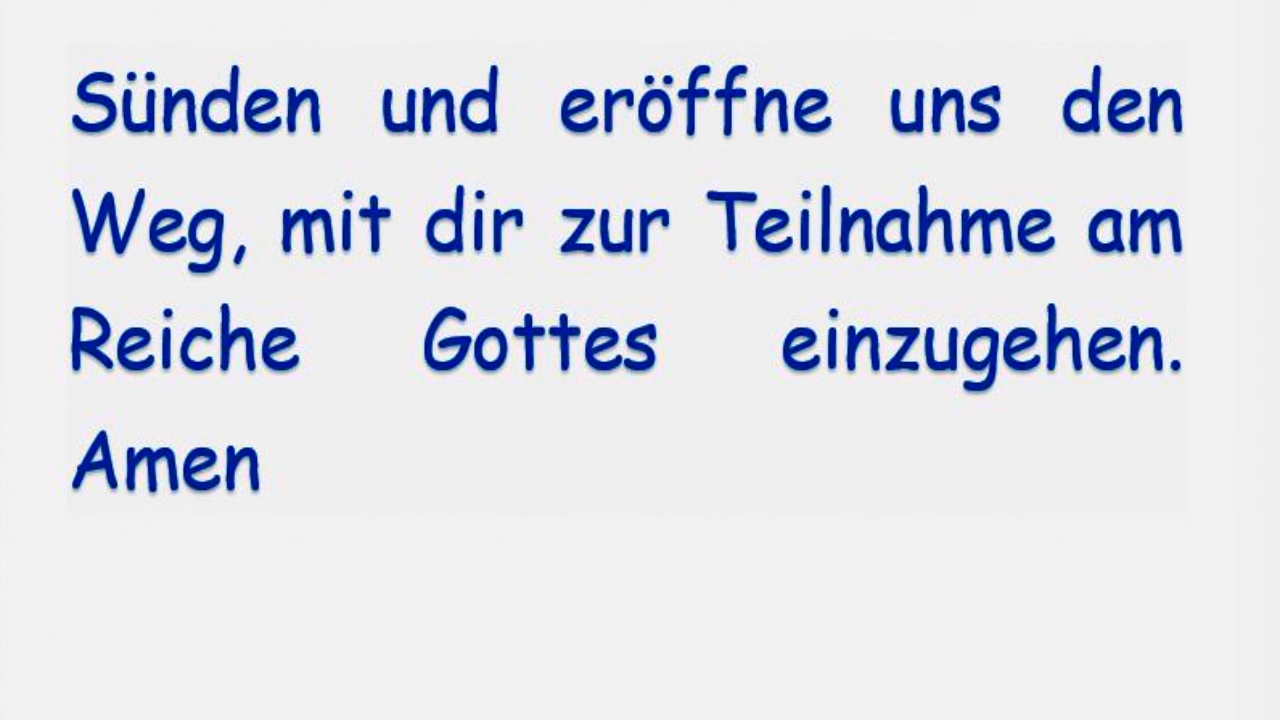 Sünden und eröffne uns den
Weg, mit dir zur Teilnahme am
Reiche Gottes einzugehen.
Amen